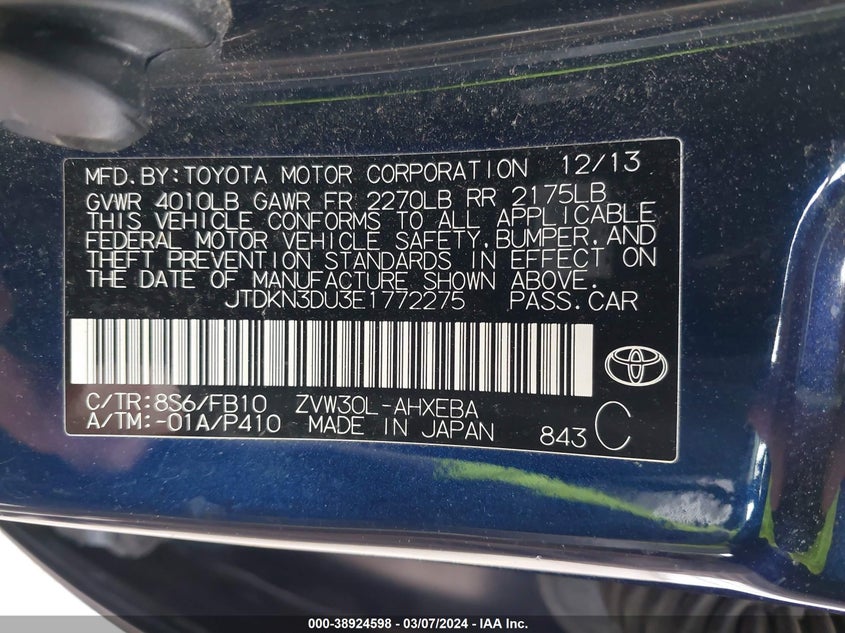 MFD.BY:TOYOTA MOTOR CORPORATION 12/13
GVWR 4010LB GAWR FR 2270LB RR 2175LB
THIS VEHICLE CONFORMS TO ALL APPLICABLE
FEDERAL MOTOR VEHICLE SAFETY,BUMPER,AND
THEFT PREVENTION STANDARDS IN EFFECT ON
THE DATE OF MANUFACTURE SHOWN ABOVE.
JTDKN3DU3E1772275 PASS.CAR
C/TR:8S6/FB10 ZVW30L-AHXEBA
A/TM:-01A/P410 MADE IN JAPAN 843 C
000-38924598 - 03/07/2024 - IAA Inc.